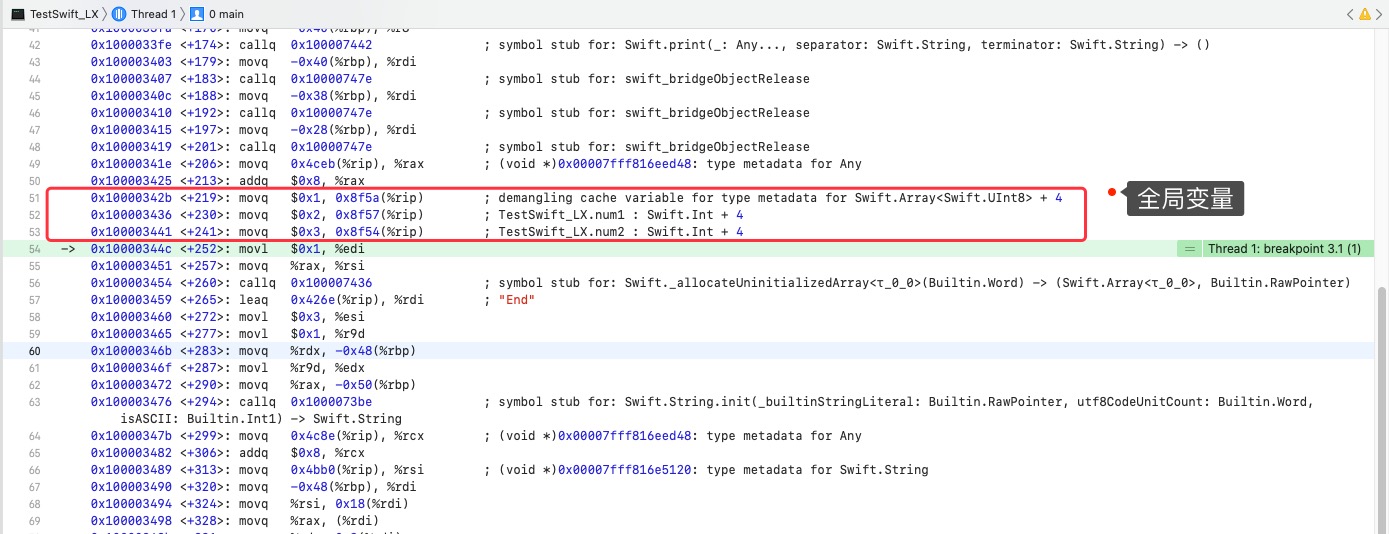 TestSwift_LX 〉 Thread 1 〉 0 main
42 0x1000033fe <+174>: callq 0x100007442 ; symbol stub for: Swift.print(_: Any..., separator: Swift.String, terminator: Swift.String) -> ()
43 0x100003403 <+179>: movq -0x40(%rbp), %rdi
44 0x100003407 <+183>: callq 0x10000747e ; symbol stub for: swift_bridgeObjectRelease
45 0x10000340c <+188>: movq -0x38(%rbp), %rdi
46 0x100003410 <+192>: callq 0x10000747e ; symbol stub for: swift_bridgeObjectRelease
47 0x100003415 <+197>: movq -0x28(%rbp), %rdi
48 0x100003419 <+201>: callq 0x10000747e ; symbol stub for: swift_bridgeObjectRelease
49 0x10000341e <+206>: movq 0x4ceb(%rip), %rax ; (void *)0x00007fff816eed48: type metadata for Any
50 0x100003425 <+213>: addq $0x8, %rax
51 0x10000342b <+219>: movq $0x1, 0x8f5a(%rip) ; demangling cache variable for type metadata for Swift.Array<Swift.UInt8> + 4
全局变量
52 0x100003436 <+230>: movq $0x2, 0x8f57(%rip) ; TestSwift_LX.num1 : Swift.Int + 4
53 0x100003441 <+241>: movq $0x3, 0x8f54(%rip) ; TestSwift_LX.num2 : Swift.Int + 4
54 -> 0x10000344c <+252>: movl $0x1, %edi = Thread 1: breakpoint 3.1 (1)
55 0x100003451 <+257>: movq %rax, %rsi
56 0x100003454 <+260>: callq 0x100007436 ; symbol stub for: Swift._allocateUninitializedArray<τ_0_0>(Builtin.Word) -> (Swift.Array<τ_0_0>, Builtin.RawPointer)
57 0x100003459 <+265>: leaq 0x426e(%rip), %rdi ; "End"
58 0x100003460 <+272>: movl $0x3, %esi
59 0x100003465 <+277>: movl $0x1, %r9d
60 0x10000346b <+283>: movq %rdx, -0x48(%rbp)
61 0x10000346f <+287>: movl %r9d, %edx
62 0x100003472 <+290>: movq %rax, -0x50(%rbp)
63 0x100003476 <+294>: callq 0x1000073be ; symbol stub for: Swift.String.init(_builtinStringLiteral: Builtin.RawPointer, utf8CodeUnitCount: Builtin.Word,
isASCII: Builtin.Int1) -> Swift.String
64 0x10000347b <+299>: movq 0x4c8e(%rip), %rcx ; (void *)0x00007fff816eed48: type metadata for Any
65 0x100003482 <+306>: addq $0x8, %rcx
66 0x100003489 <+313>: movq 0x4bb0(%rip), %rsi ; (void *)0x00007fff816e5120: type metadata for Swift.String
67 0x100003490 <+320>: movq -0x48(%rbp), %rdi
68 0x100003494 <+324>: movq %rsi, 0x18(%rdi)
69 0x100003498 <+328>: movq %rax, (%rdi)